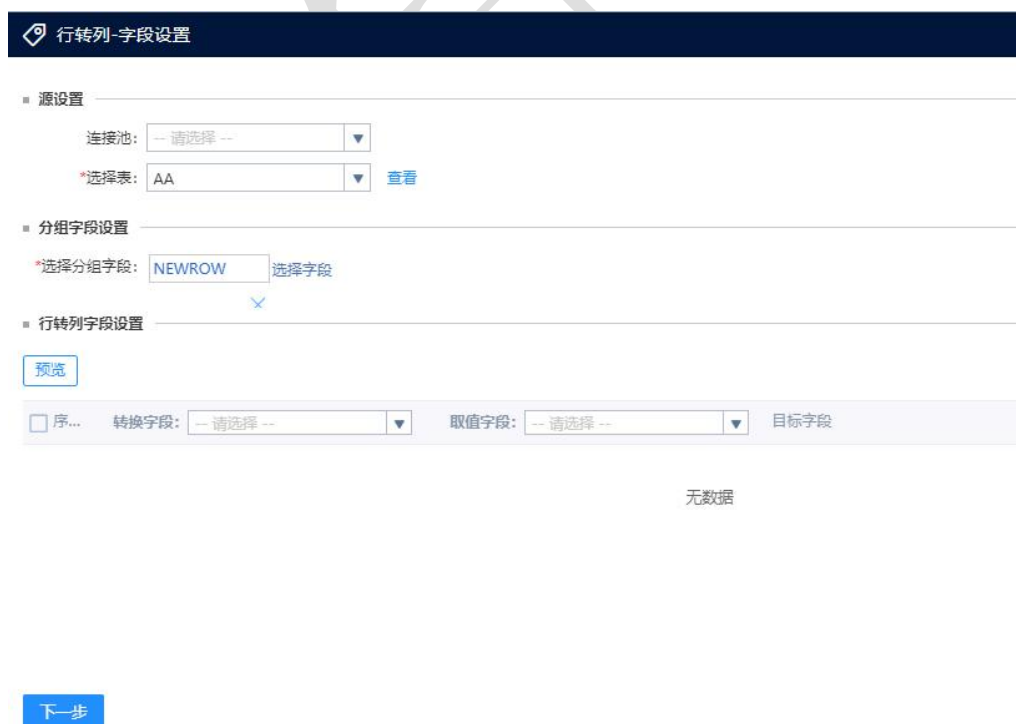 行转列-字段设置
源设置
连接池: -- 请选择 --
*选择表: AA 查看
分组字段设置
*选择分组字段: NEWROW 选择字段
行转列字段设置
预览
序... 转换字段: -- 请选择 -- 取值字段: -- 请选择 -- 目标字段
无数据
下一步